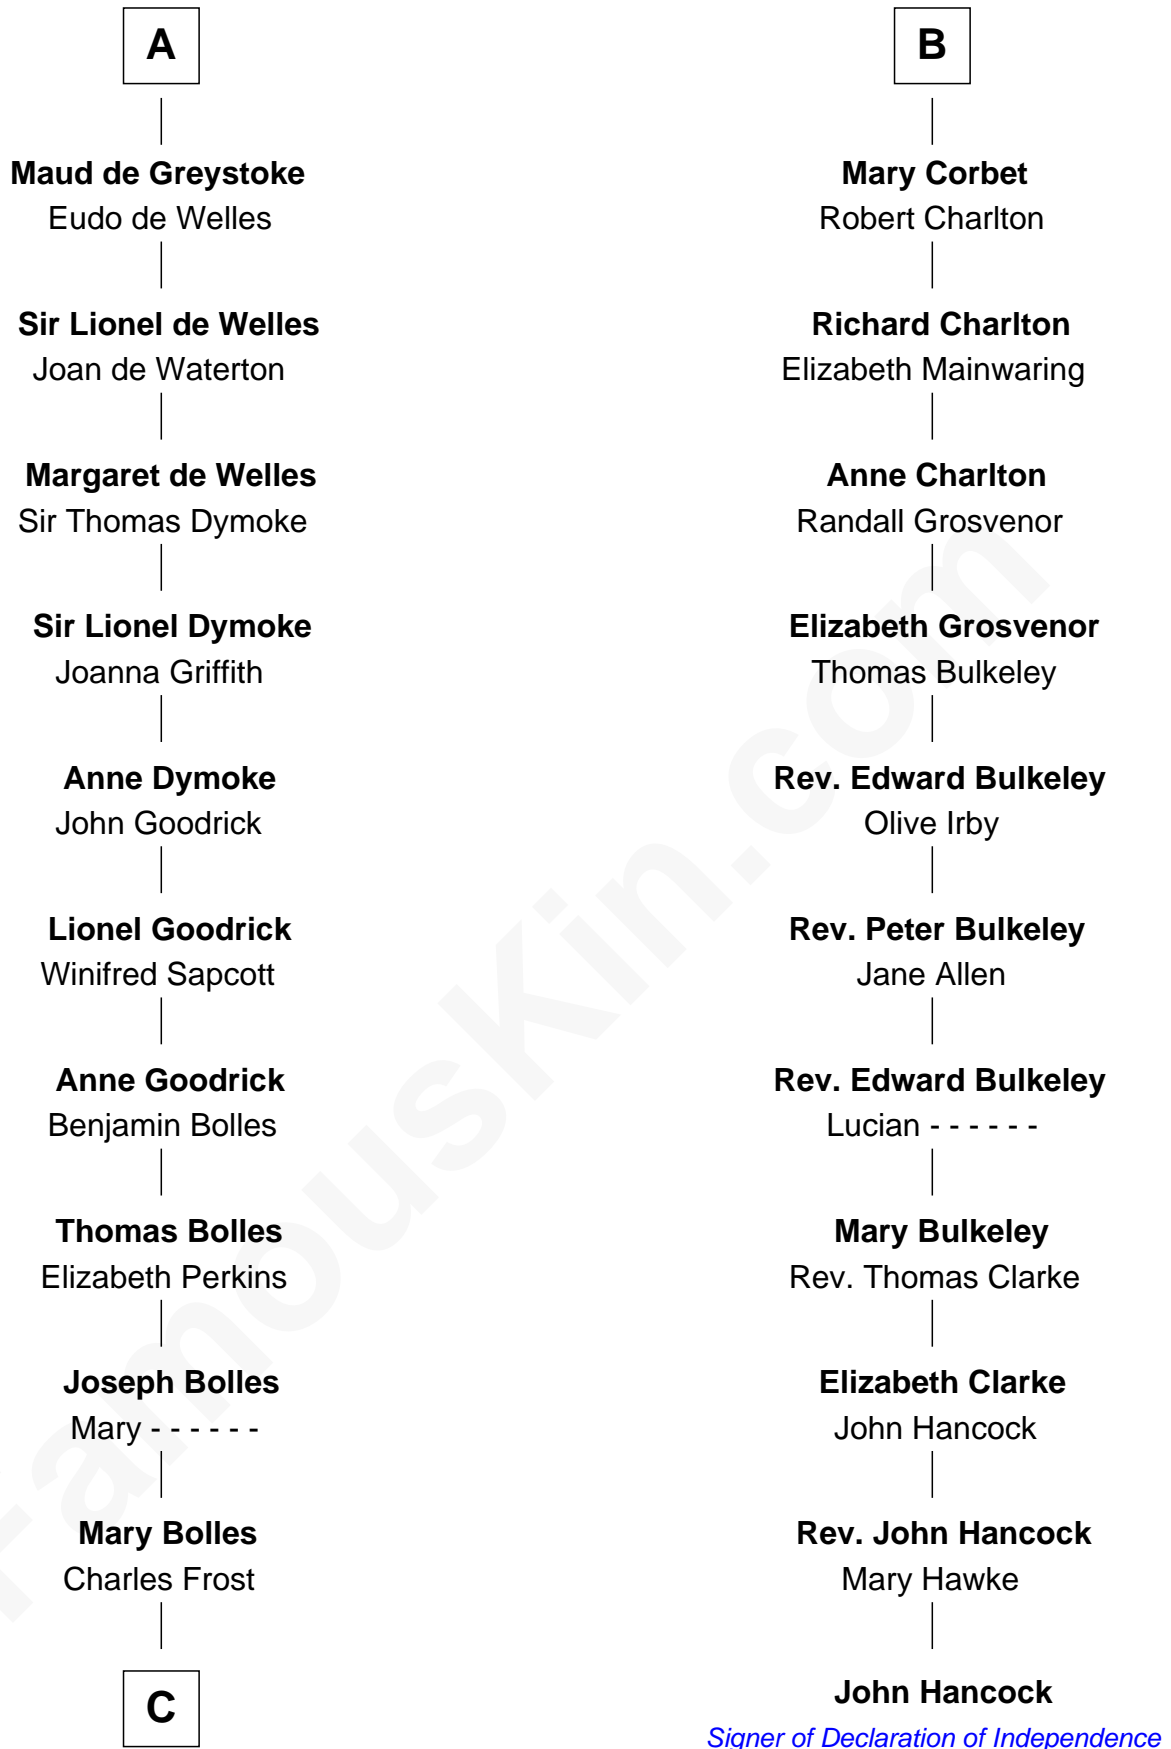 A
Maud de Greystoke
Eudo de Welles
Sir Lionel de Welles
Joan de Waterton
Margaret de Welles
Sir Thomas Dymoke
Sir Lionel Dymoke
Joanna Griffith
Anne Dymoke
John Goodrick
Lionel Goodrick
Winifred Sapcott
Anne Goodrick
Benjamin Bolles
Thomas Bolles
Elizabeth Perkins
Joseph Bolles
Mary - - - - - -
Mary Bolles
Charles Frost
C
B
Mary Corbet
Robert Charlton
Richard Charlton
Elizabeth Mainwaring
Anne Charlton
Randall Grosvenor
Elizabeth Grosvenor
Thomas Bulkeley
Rev. Edward Bulkeley
Olive Irby
Rev. Peter Bulkeley
Jane Allen
Rev. Edward Bulkeley
Lucian - - - - - -
Mary Bulkeley
Rev. Thomas Clarke
Elizabeth Clarke
John Hancock
Rev. John Hancock
Mary Hawke
John Hancock
Signer of Declaration of Independence
FamousKin.com